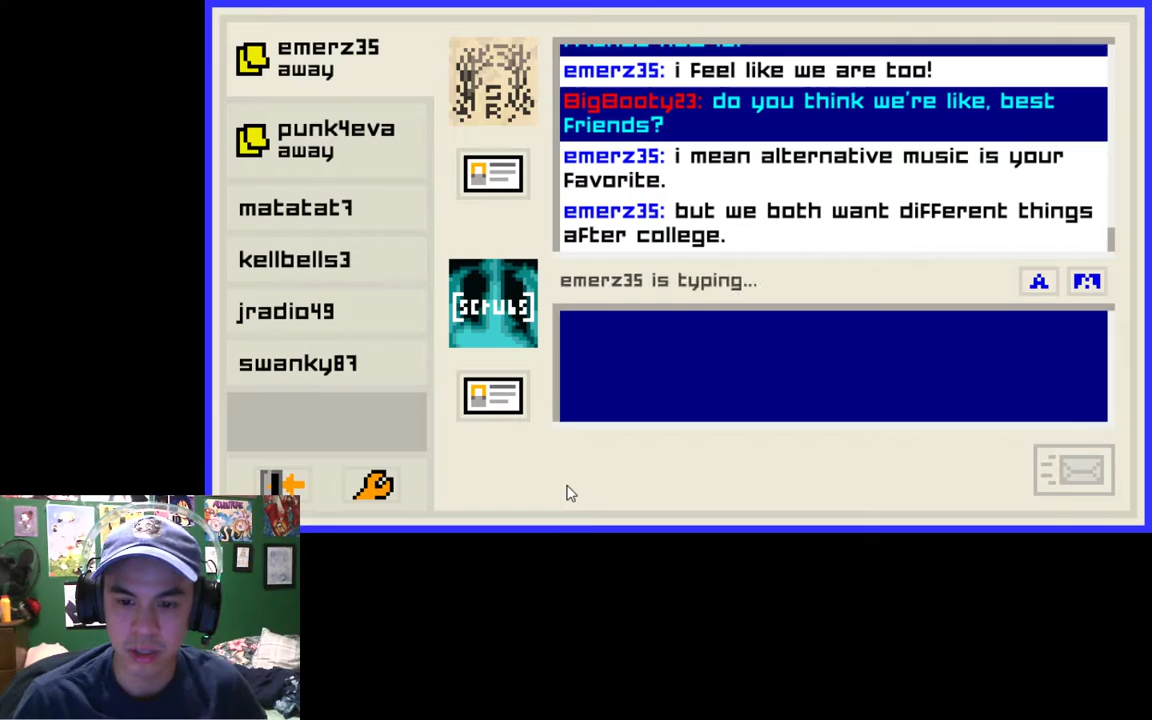 emerz35
away
punk4eva
away
matatat7
kellbells3
jradio49
swanky87
SR
[scrubs]
emerz35: i feel like we are too!
BigBooty23: do you think we're like, best
friends?
emerz35: i mean alternative music is your
favorite.
emerz35: but we both want different things
after college.
emerz35 is typing...
A